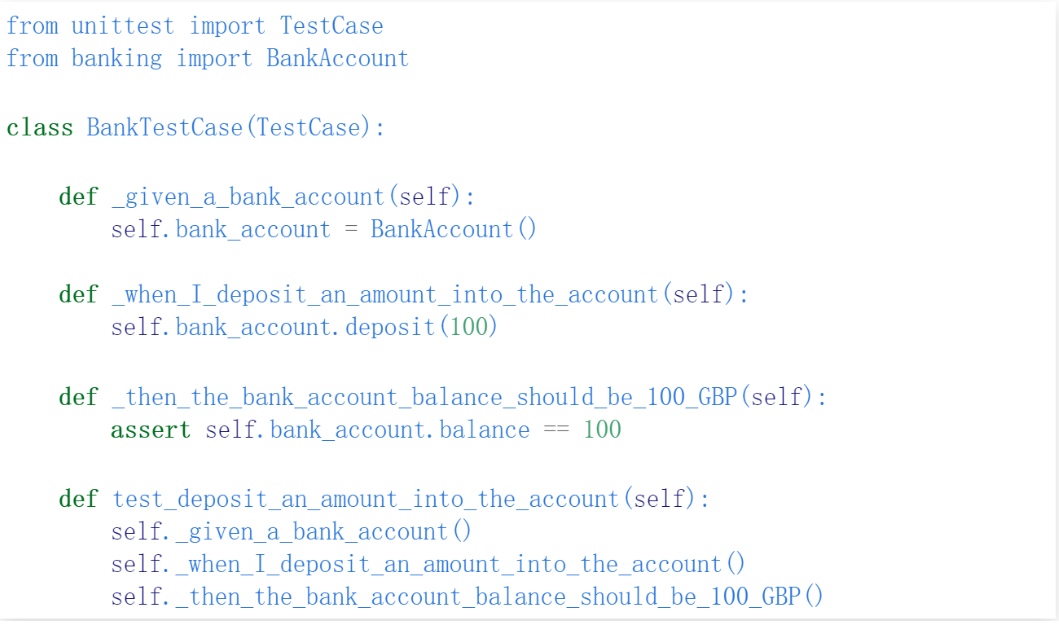 from unittest import TestCase
from banking import BankAccount
class BankTestCase(TestCase):
def _given_a_bank_account(self):
self.bank_account = BankAccount()
def _when_I_deposit_an_amount_into_the_account(self):
self.bank_account.deposit(100)
def _then_the_bank_account_balance_should_be_100_GBP(self):
assert self.bank_account.balance == 100
def test_deposit_an_amount_into_the_account(self):
self._given_a_bank_account()
self._when_I_deposit_an_amount_into_the_account()
self._then_the_bank_account_balance_should_be_100_GBP()